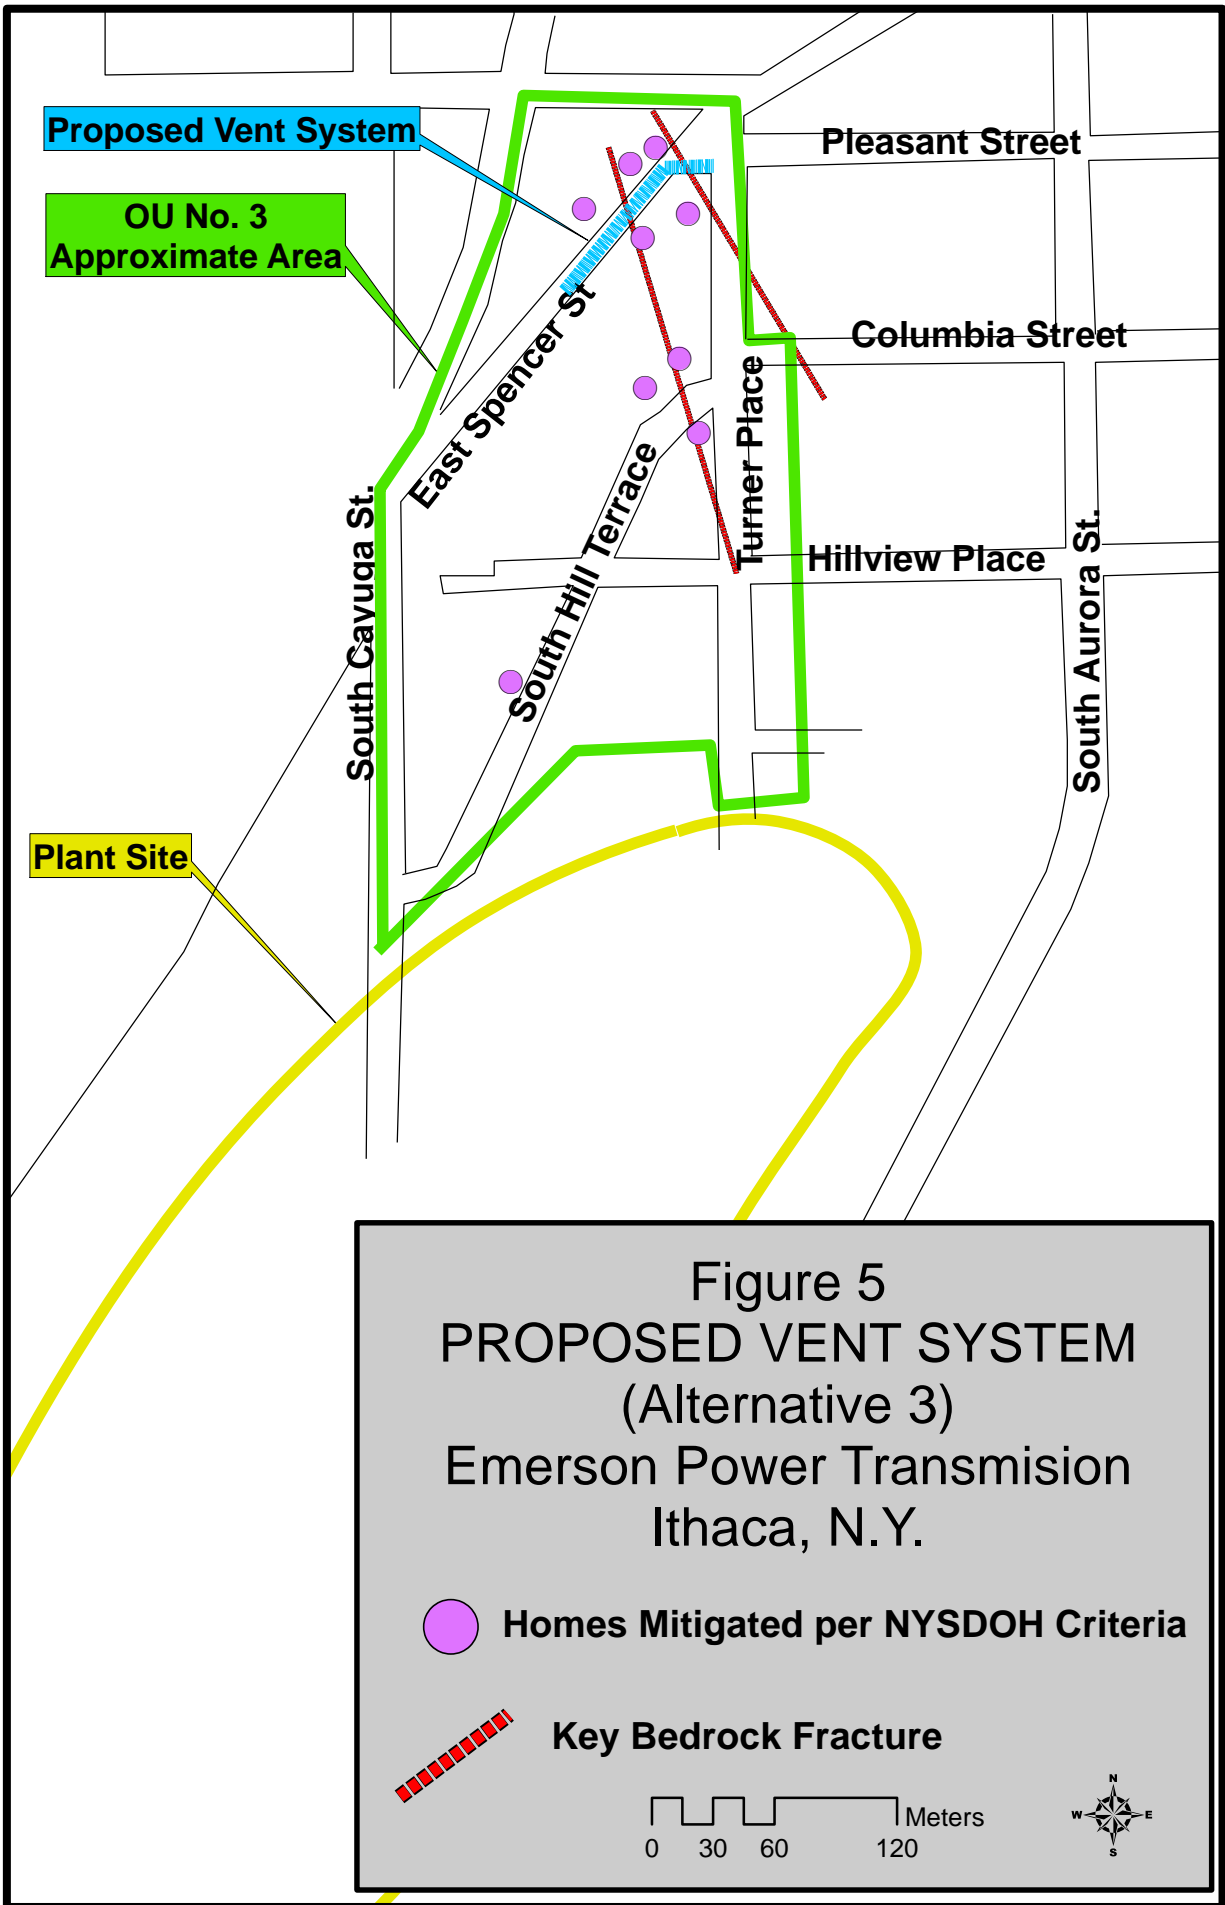 Proposed Vent System
OU No. 3
Approximate Area
Pleasant Street
Columbia Street
East Spencer St
Turner Place
South Hill Terrace
South Cayuga St.
Hillview Place
South Aurora St.
Plant Site
Figure 5
PROPOSED VENT SYSTEM
(Alternative 3)
Emerson Power Transmision
Ithaca, N.Y.
Homes Mitigated per NYSDOH Criteria
Key Bedrock Fracture
Meters
0 30 60 120
N
W E
S